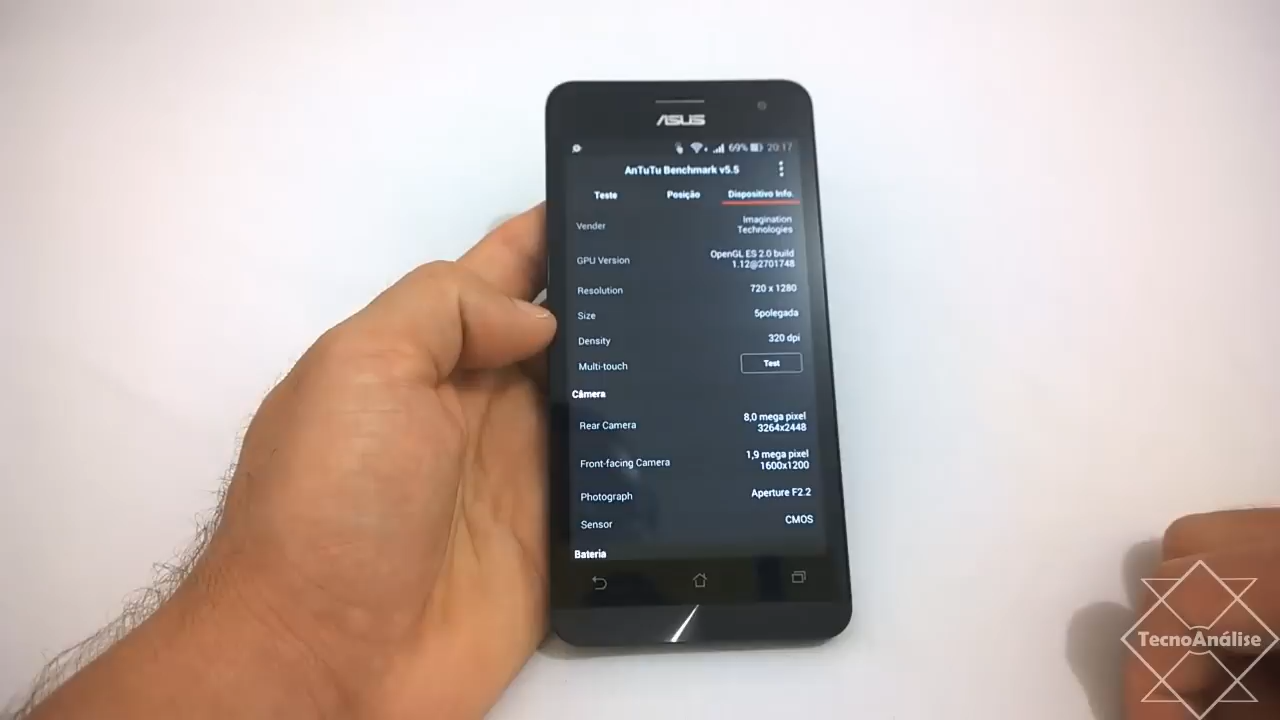 ASUS
69% 20:17
AnTuTu Benchmark v5.5
Teste Posição Dispositivo Info.
Vender Imagination Technologies
GPU Version OpenGL ES 2.0 build 1.12@2701748
Resolution 720 x 1280
Size 5polegada
Density 320 dpi
Multi-touch Test
Câmera
Rear Camera 8,0 mega pixel 3264x2448
Front-facing Camera 1,9 mega pixel 1600x1200
Photograph Aperture F2.2
Sensor CMOS
Bateria
TecnoAnálise